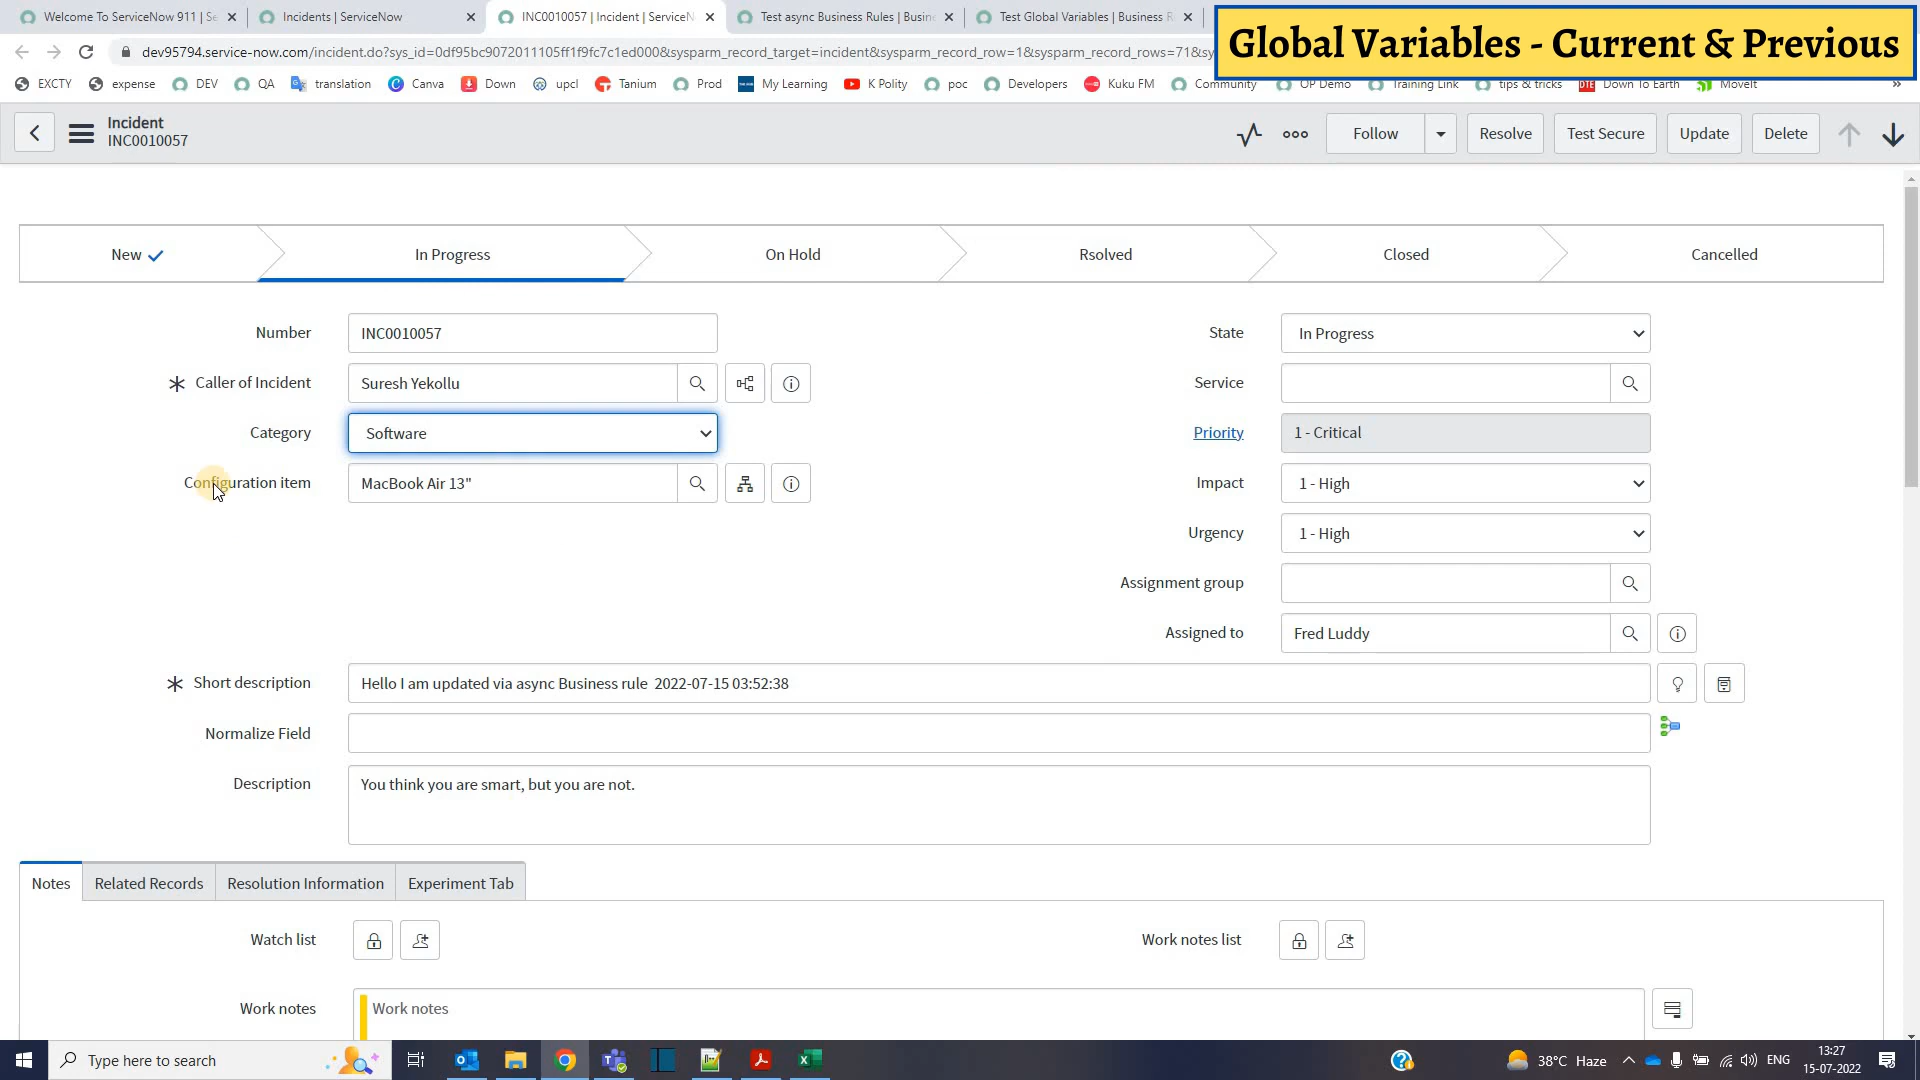 Welcome To ServiceNow 911 | Se
Incidents | ServiceNow
INC0010057 | Incident | ServiceN
Test async Business Rules | Busin
Test Global Variables | Business R
Global Variables - Current & Previous
dev95794.service-now.com/incident.do?sys_id=0df95bc9072011105ff1f9fc7c1ed000&sysparm_record_target=incident&sysparm_record_row=1&sysparm_record_rows=71&sy
EXCTY
expense
DEV
QA
translation
Canva
Down
upcl
Tanium
Prod
My Learning
K Polity
poc
Developers
Kuku FM
Community
OP Demo
Training Link
tips & tricks
Down To Earth
MoveIt
Incident
INC0010057
Follow
Resolve
Test Secure
Update
Delete
New
In Progress
On Hold
Rsolved
Closed
Cancelled
Number
INC0010057
State
In Progress
Caller of Incident
Suresh Yekollu
Service
Category
Software
Priority
1 - Critical
Configuration item
MacBook Air 13"
Impact
1 - High
Urgency
1 - High
Assignment group
Assigned to
Fred Luddy
Short description
Hello I am updated via async Business rule 2022-07-15 03:52:38
Normalize Field
Description
You think you are smart, but you are not.
Notes
Related Records
Resolution Information
Experiment Tab
Watch list
Work notes list
Work notes
Work notes
Type here to search
38°C Haze
ENG
13:27
15-07-2022